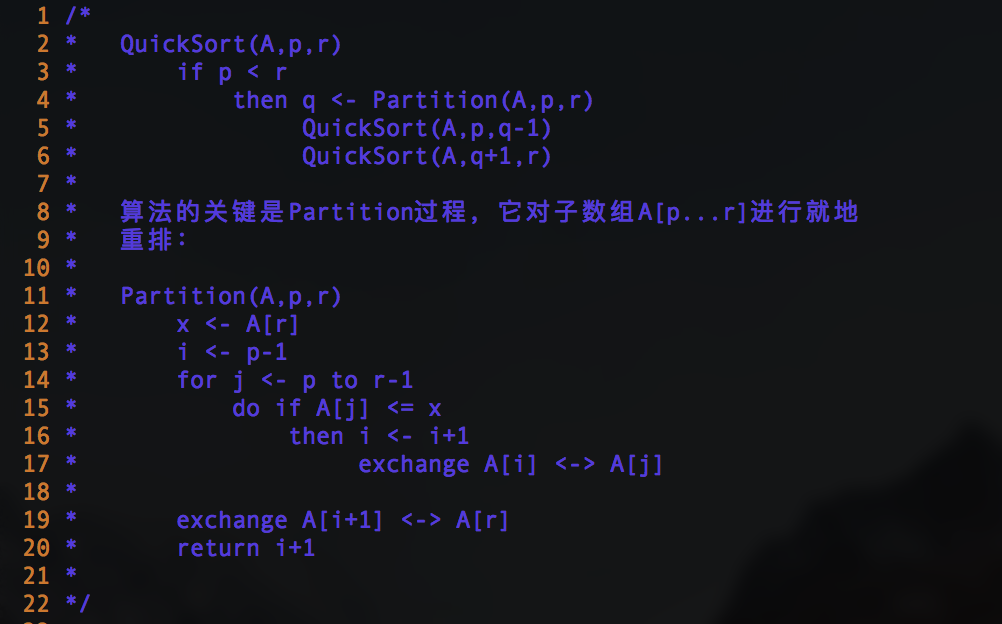 1 /*
2 *   QuickSort(A,p,r)
3 *       if p < r
4 *           then q <- Partition(A,p,r)
5 *                QuickSort(A,p,q-1)
6 *                QuickSort(A,q+1,r)
7 *
8 *   算法的关键是Partition过程，它对子数组A[p...r]进行就地
9 *   重排：
10 *
11 *   Partition(A,p,r)
12 *       x <- A[r]
13 *       i <- p-1
14 *       for j <- p to r-1
15 *           do if A[j] <= x
16 *               then i <- i+1
17 *                    exchange A[i] <-> A[j]
18 *
19 *       exchange A[i+1] <-> A[r]
20 *       return i+1
21 *
22 */